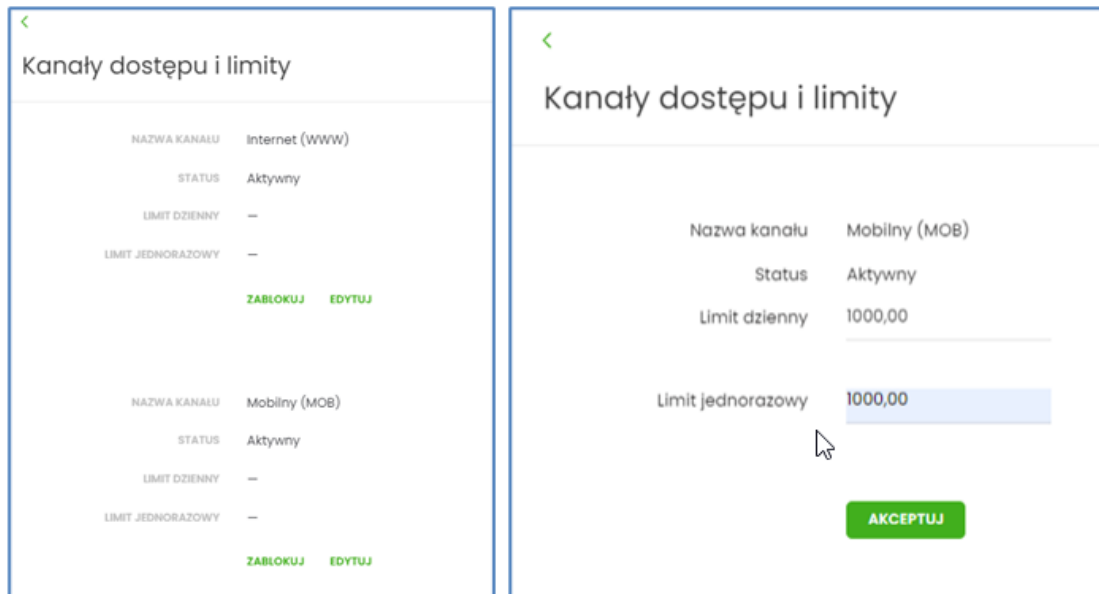 Kanały dostępu i limity
NAZWA KANAŁU Internet (WWW)
STATUS Aktywny
LIMIT DZIENNY —
LIMIT JEDNORAZOWY —
ZABLOKUJ EDYTUJ
NAZWA KANAŁU Mobilny (MOB)
STATUS Aktywny
LIMIT DZIENNY —
LIMIT JEDNORAZOWY —
ZABLOKUJ EDYTUJ
Kanały dostępu i limity
Nazwa kanału Mobilny (MOB)
Status Aktywny
Limit dzienny 1000,00
Limit jednorazowy 1000,00
AKCEPTUJ